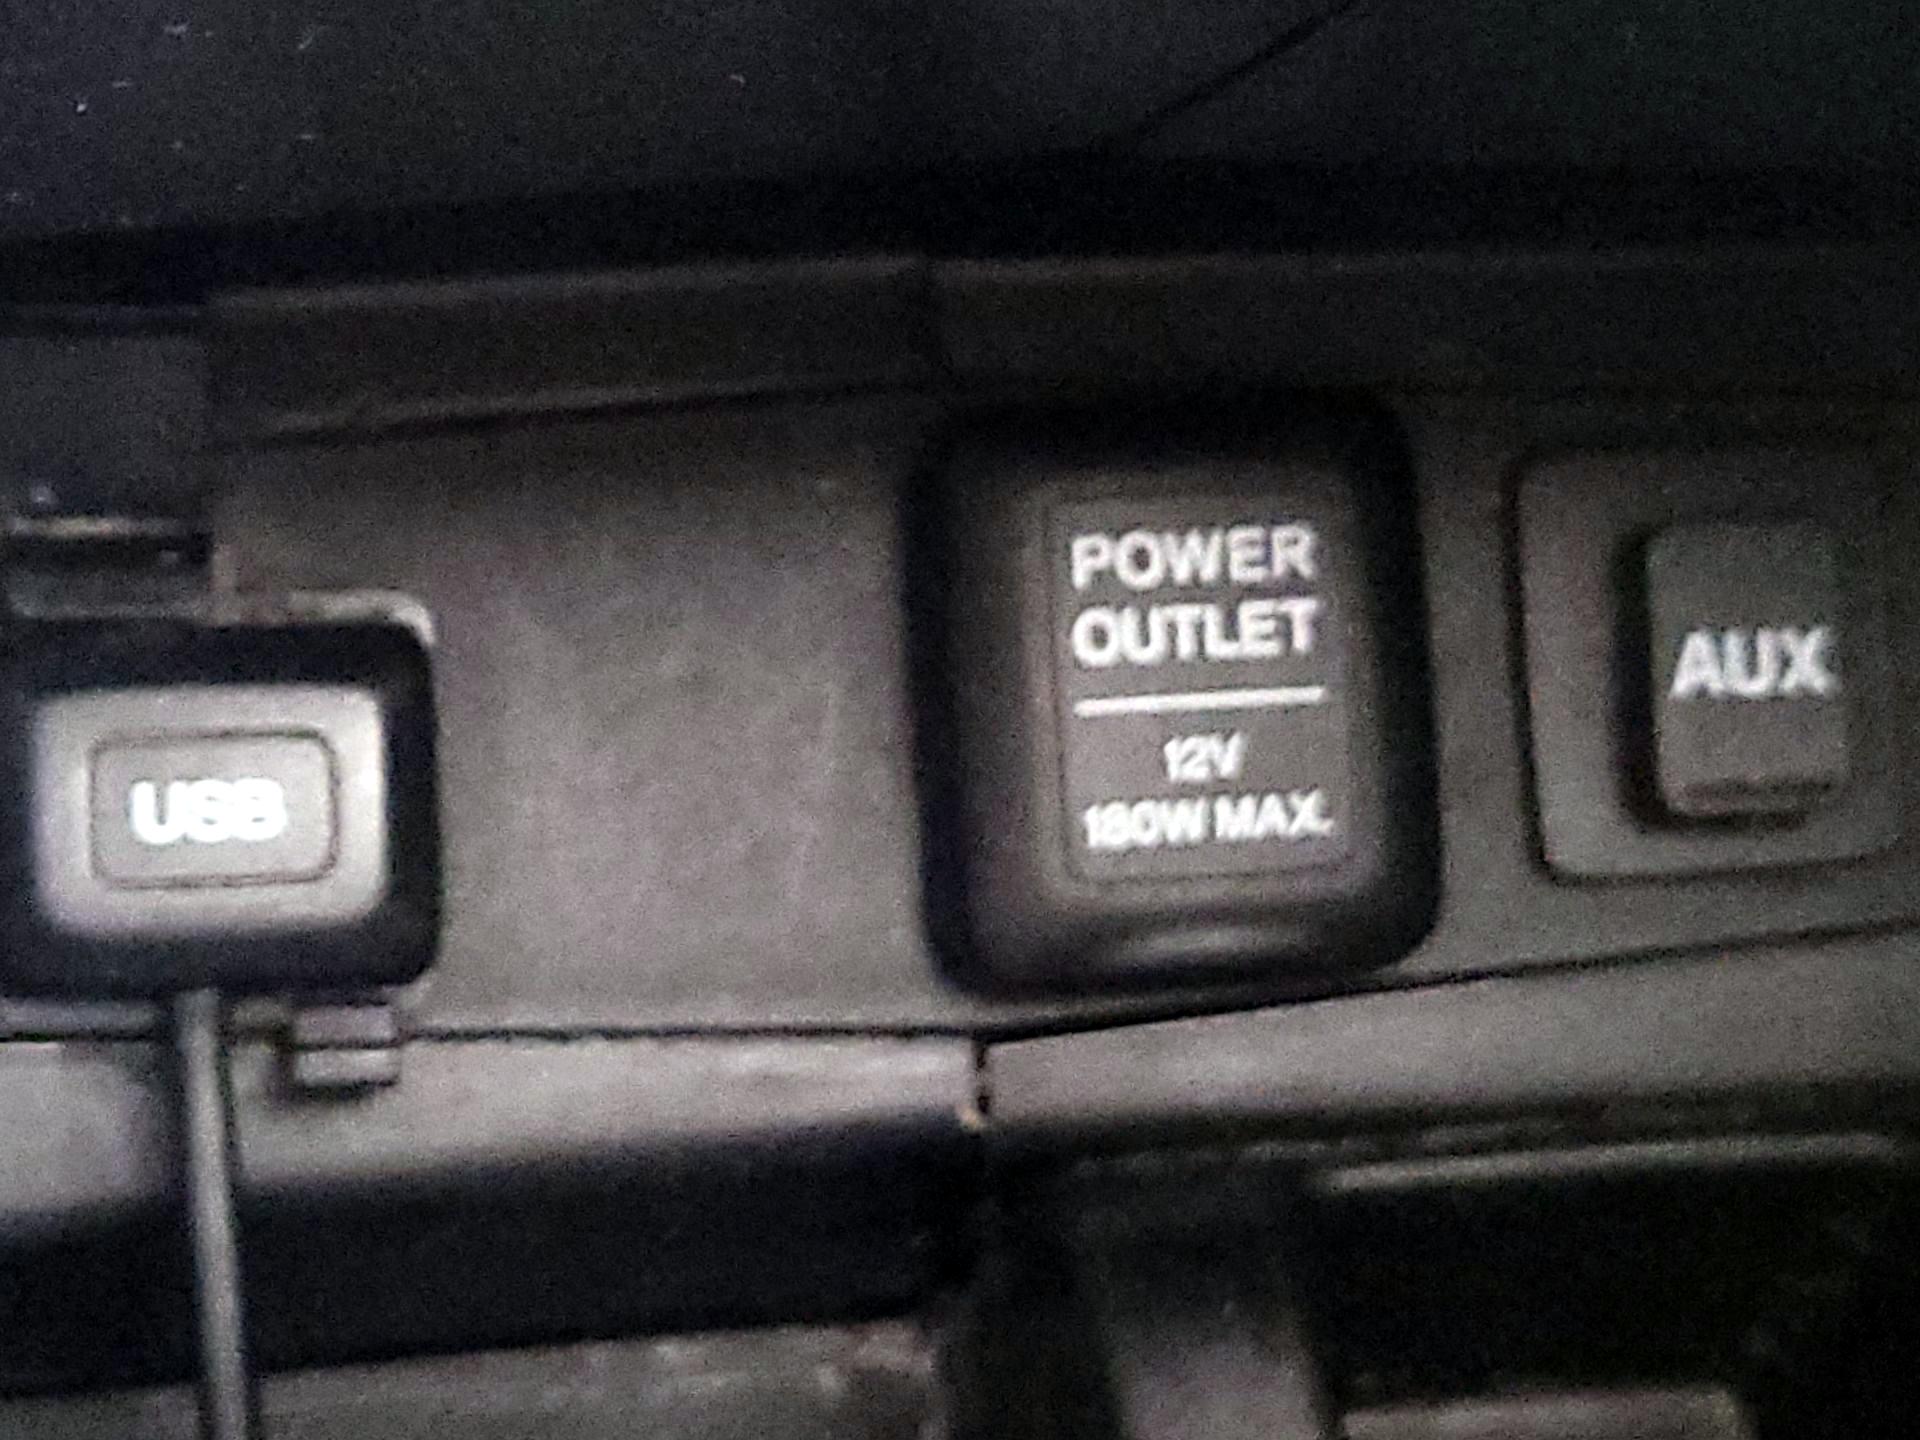 USB
POWER
OUTLET
12V
180W MAX.
AUX